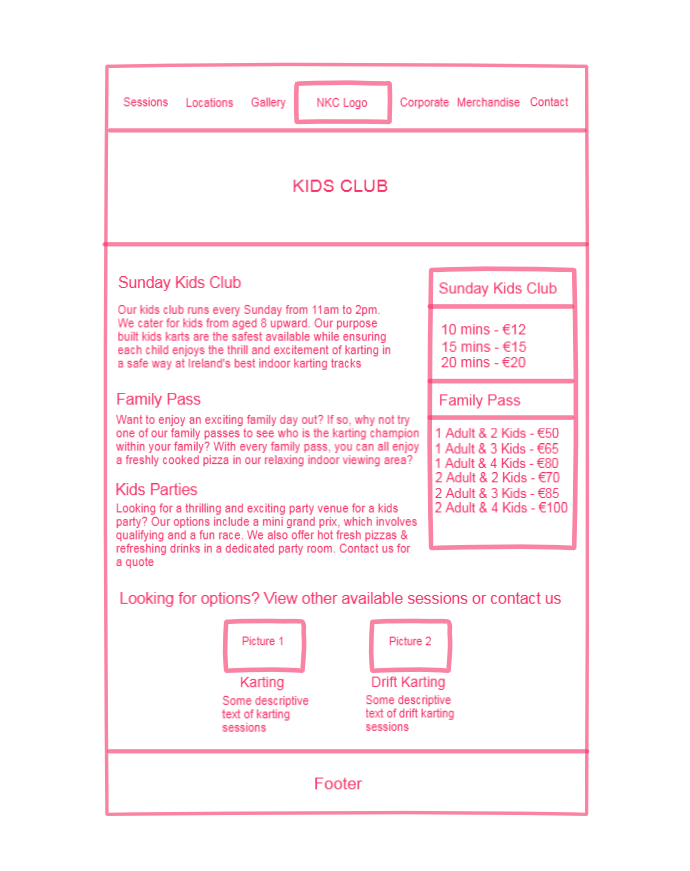 Sessions Locations Gallery NKC Logo Corporate Merchandise Contact
KIDS CLUB
Sunday Kids Club
Our kids club runs every Sunday from 11am to 2pm.
We cater for kids from aged 8 upward. Our purpose
built kids karts are the safest available while ensuring
each child enjoys the thrill and excitement of karting in
a safe way at Ireland's best indoor karting tracks
Family Pass
Want to enjoy an exciting family day out? If so, why not try
one of our family passes to see who is the karting champion
within your family? With every family pass, you can all enjoy
a freshly cooked pizza in our relaxing indoor viewing area?
Kids Parties
Looking for a thrilling and exciting party venue for a kids
party? Our options include a mini grand prix, which involves
qualifying and a fun race. We also offer hot fresh pizzas &
refreshing drinks in a dedicated party room. Contact us for
a quote
Sunday Kids Club
10 mins - €12
15 mins - €15
20 mins - €20
Family Pass
1 Adult & 2 Kids - €50
1 Adult & 3 Kids - €65
1 Adult & 4 Kids - €80
2 Adult & 2 Kids - €70
2 Adult & 3 Kids - €85
2 Adult & 4 Kids - €100
Looking for options? View other available sessions or contact us
Picture 1
Karting
Some descriptive
text of karting
sessions
Picture 2
Drift Karting
Some descriptive
text of drift karting
sessions
Footer